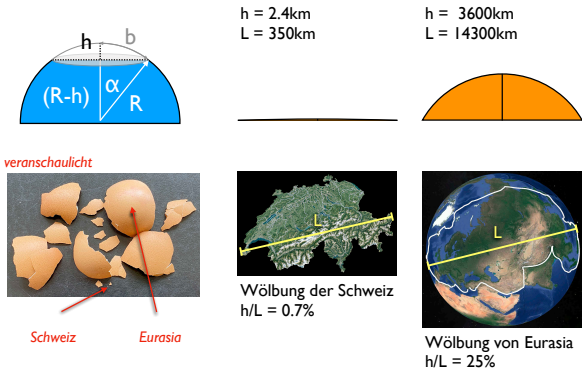 h = 2.4km
L = 350km
h = 3600km
L = 14300km
h
b
(R-h)
α
R
veranschaulicht
L
L
Wölbung der Schweiz
h/L = 0.7%
Schweiz
Eurasia
Wölbung von Eurasia
h/L = 25%